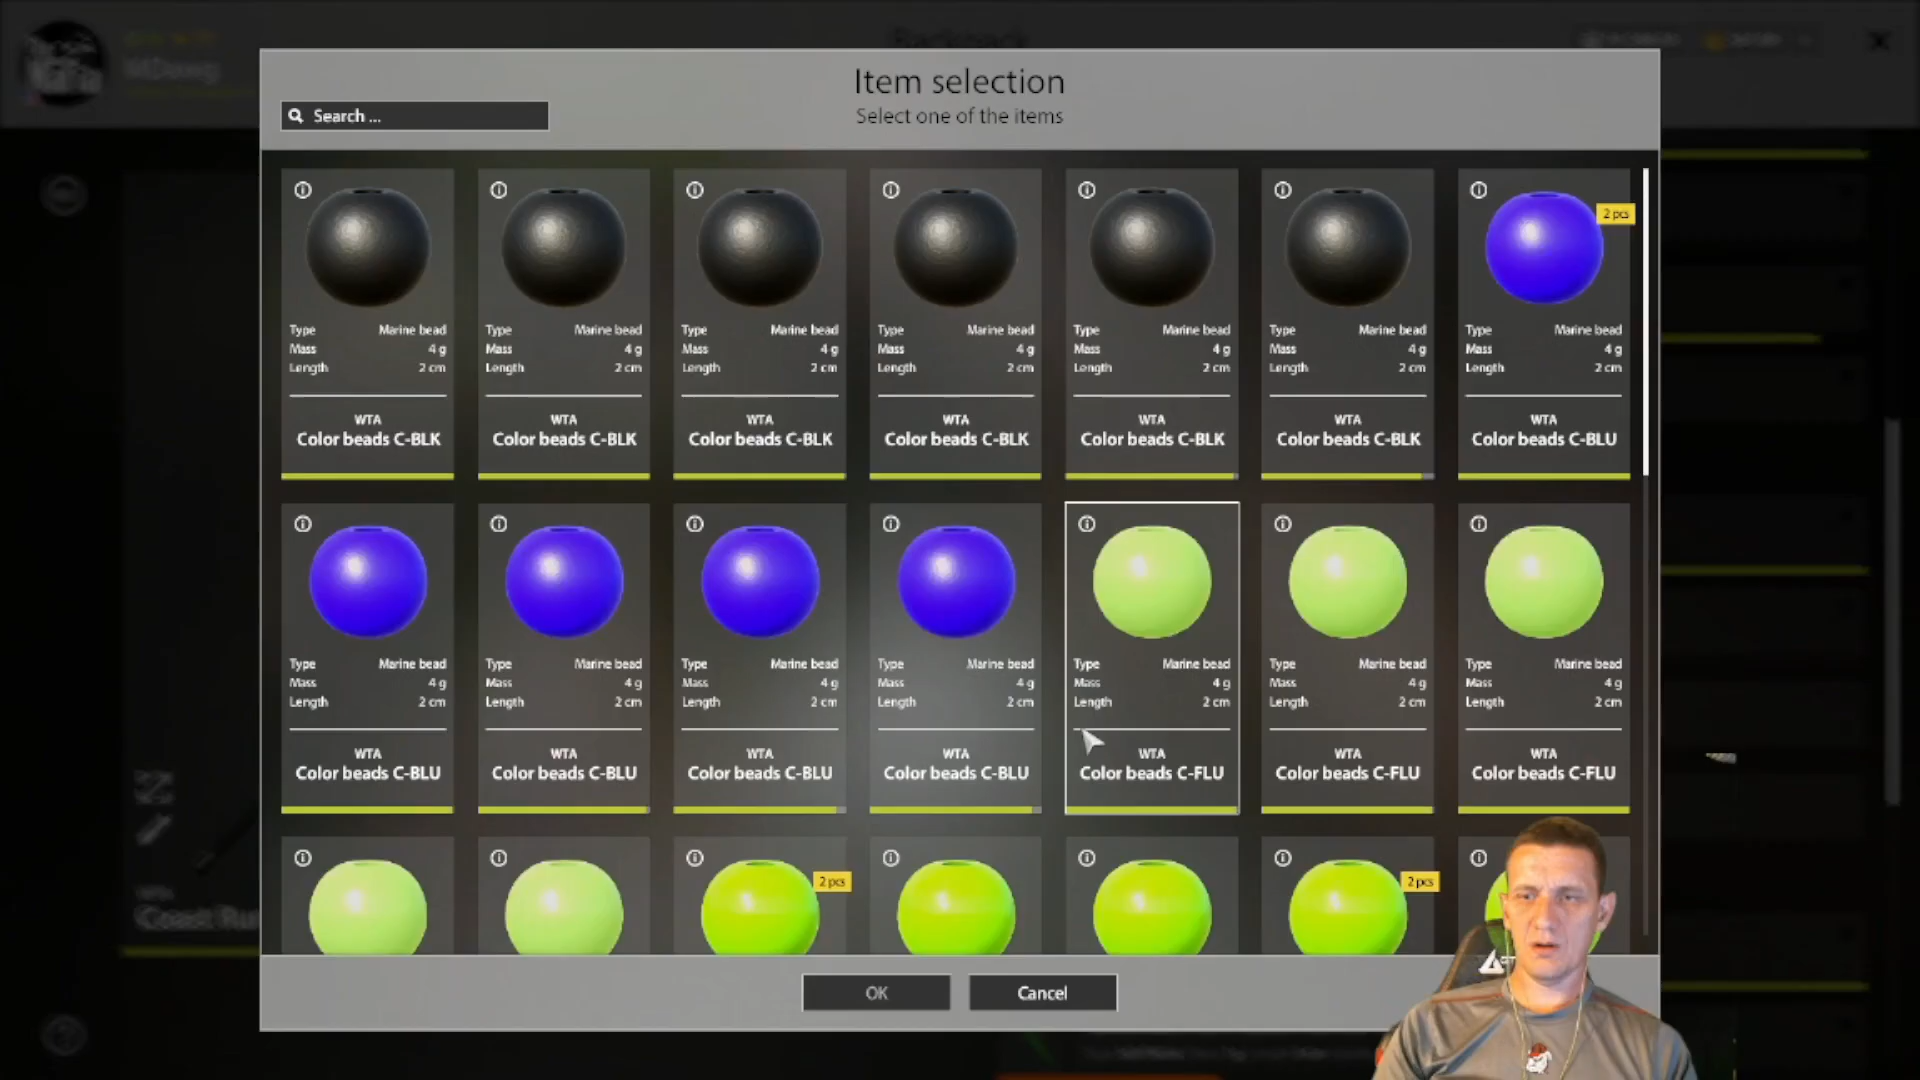 Item selection
Search ...
Select one of the items
2 pcs
Type Marine bead Type Marine bead Type Marine bead Type Marine bead Type Marine bead Type Marine bead Type Marine bead
Mass 4 g Mass 4 g Mass 4 g Mass 4 g Mass 4 g Mass 4 g Mass 4 g
Length 2 cm Length 2 cm Length 2 cm Length 2 cm Length 2 cm Length 2 cm Length 2 cm
WTA WTA WTA WTA WTA WTA WTA
Color beads C-BLK Color beads C-BLK Color beads C-BLK Color beads C-BLK Color beads C-BLK Color beads C-BLK Color beads C-BLU
Type Marine bead Type Marine bead Type Marine bead Type Marine bead Type Marine bead Type Marine bead Type Marine bead
Mass 4 g Mass 4 g Mass 4 g Mass 4 g Mass 4 g Mass 4 g Mass 4 g
Length 2 cm Length 2 cm Length 2 cm Length 2 cm Length 2 cm Length 2 cm Length 2 cm
WTA WTA WTA WTA WTA WTA WTA
Color beads C-BLU Color beads C-BLU Color beads C-BLU Color beads C-BLU Color beads C-FLU Color beads C-FLU Color beads C-FLU
2 pcs 2 pcs
OK Cancel